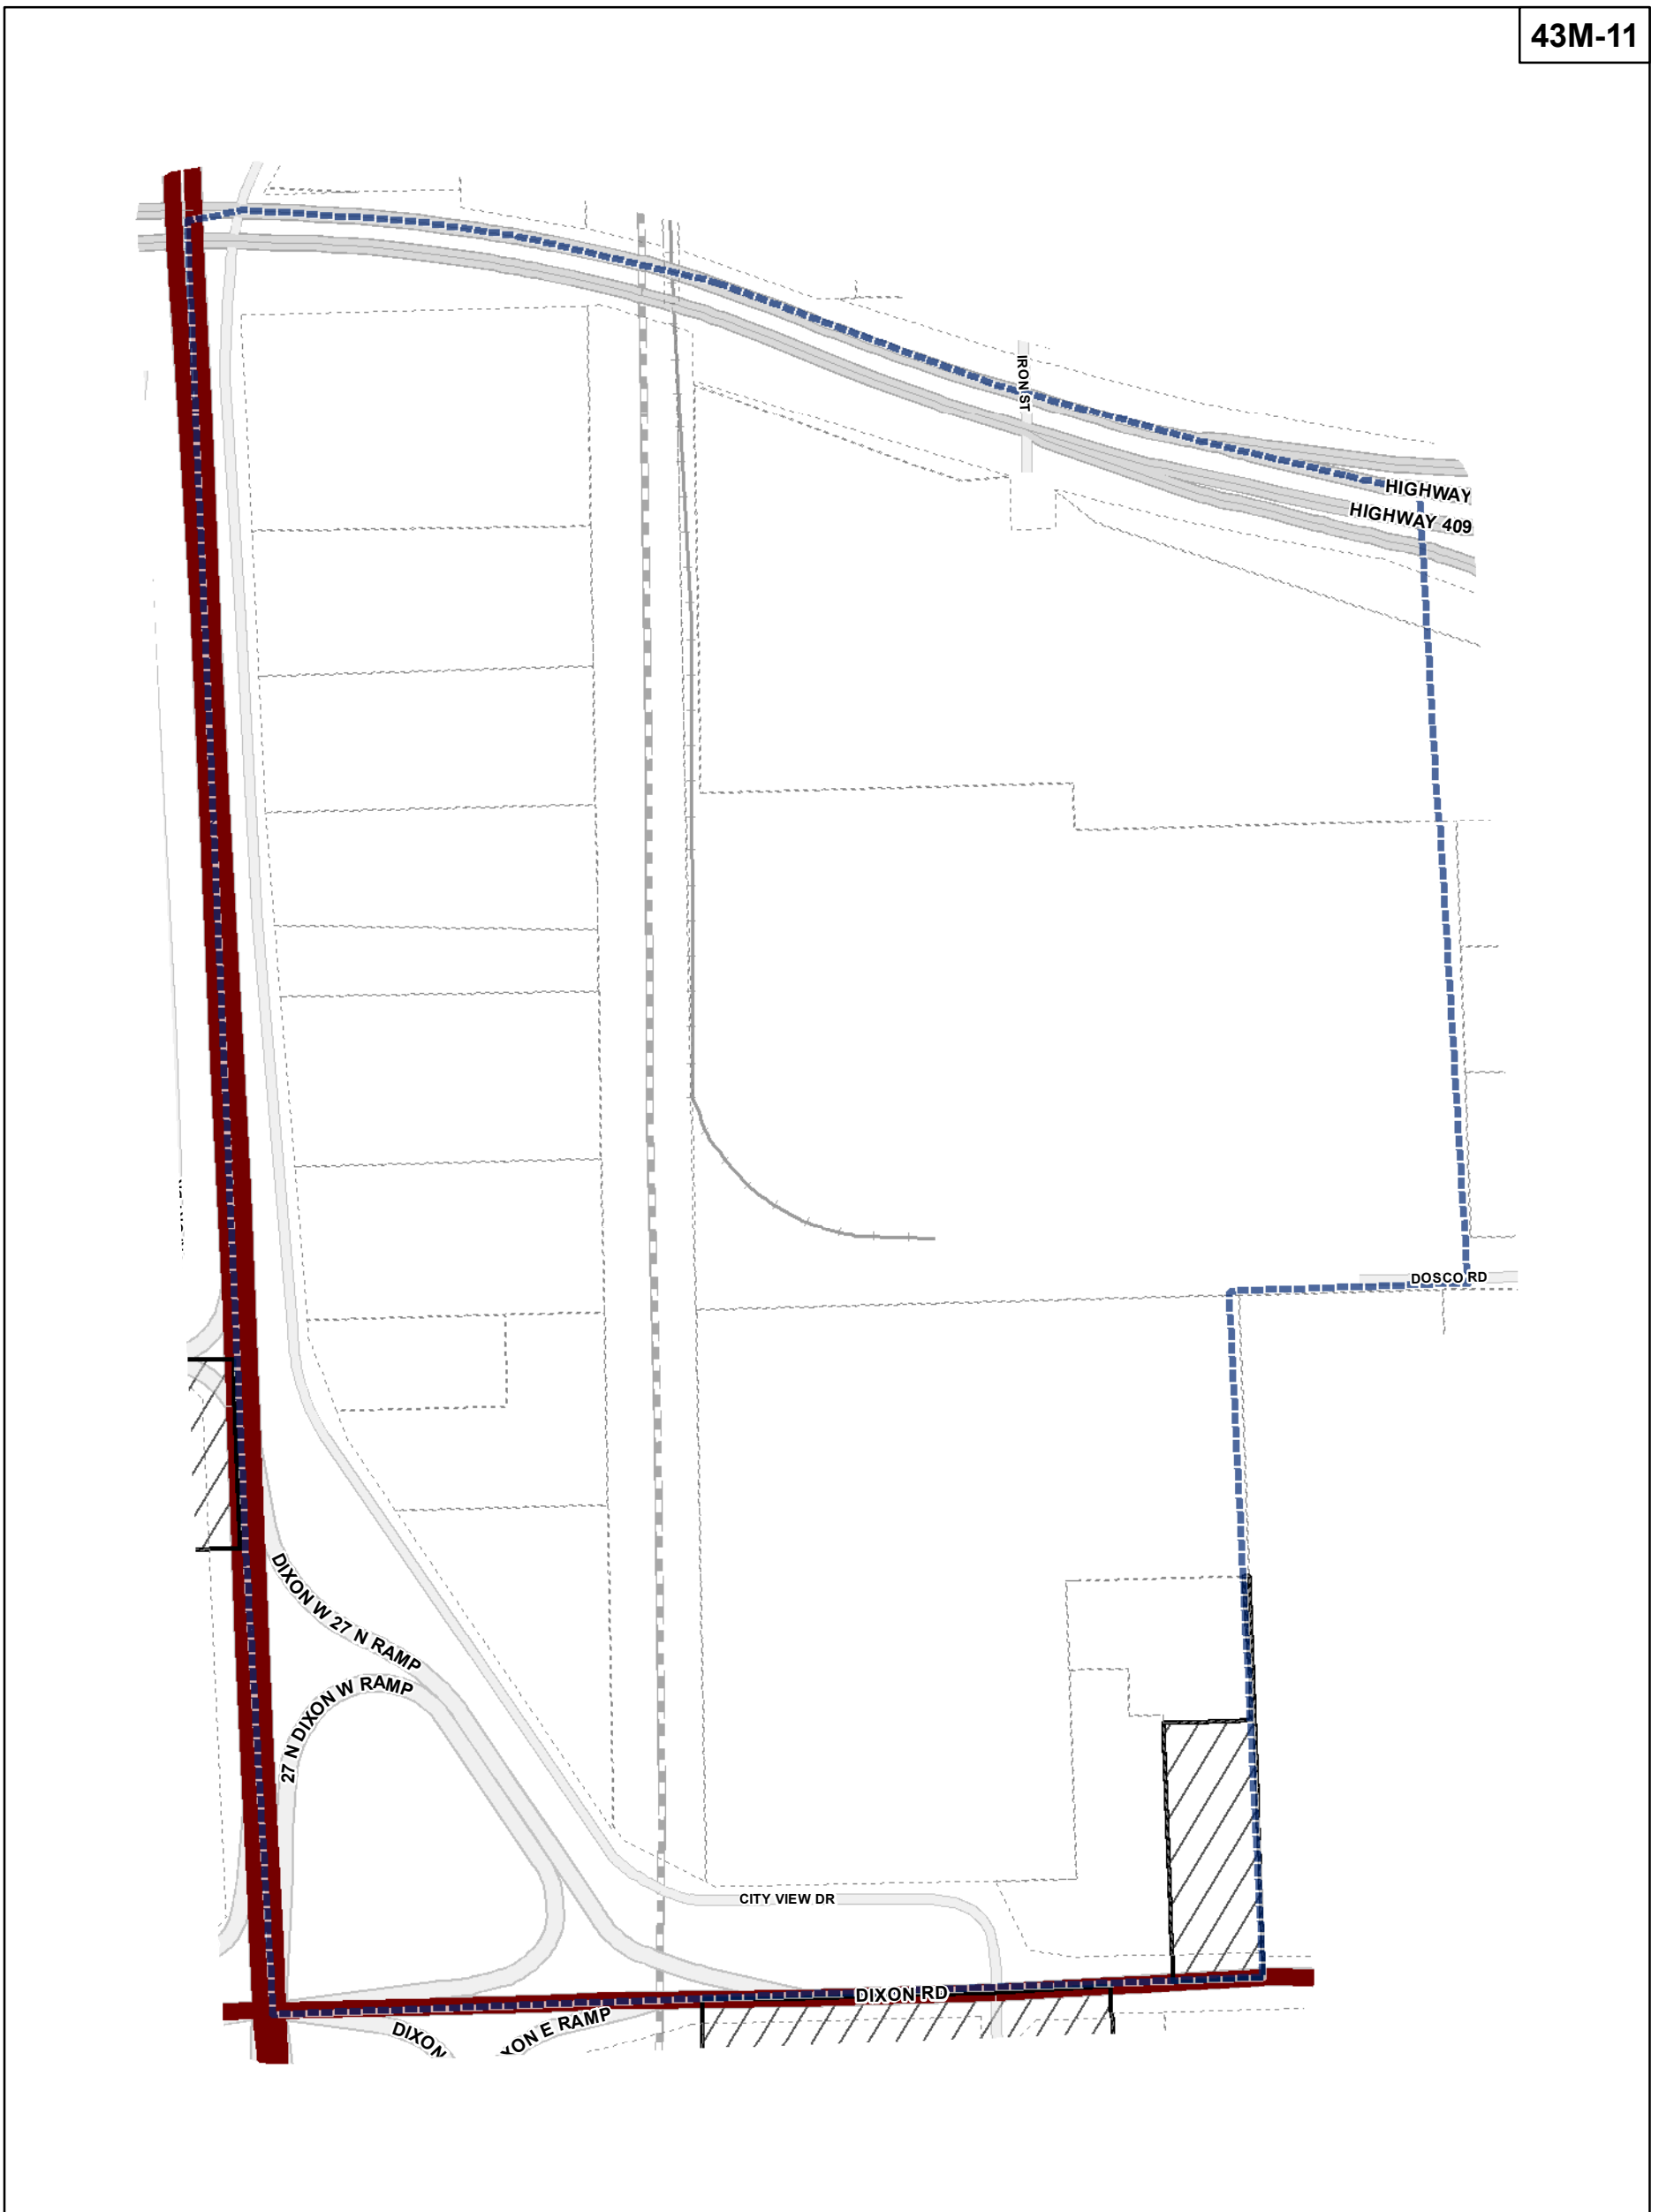 43M-11
IRON ST
HIGHWAY
HIGHWAY 409
DOSCO RD
DIXON W 27 N RAMP
27 N DIXON W RAMP
CITY VIEW DR
DIXON RD
DIXON
XON E RAMP